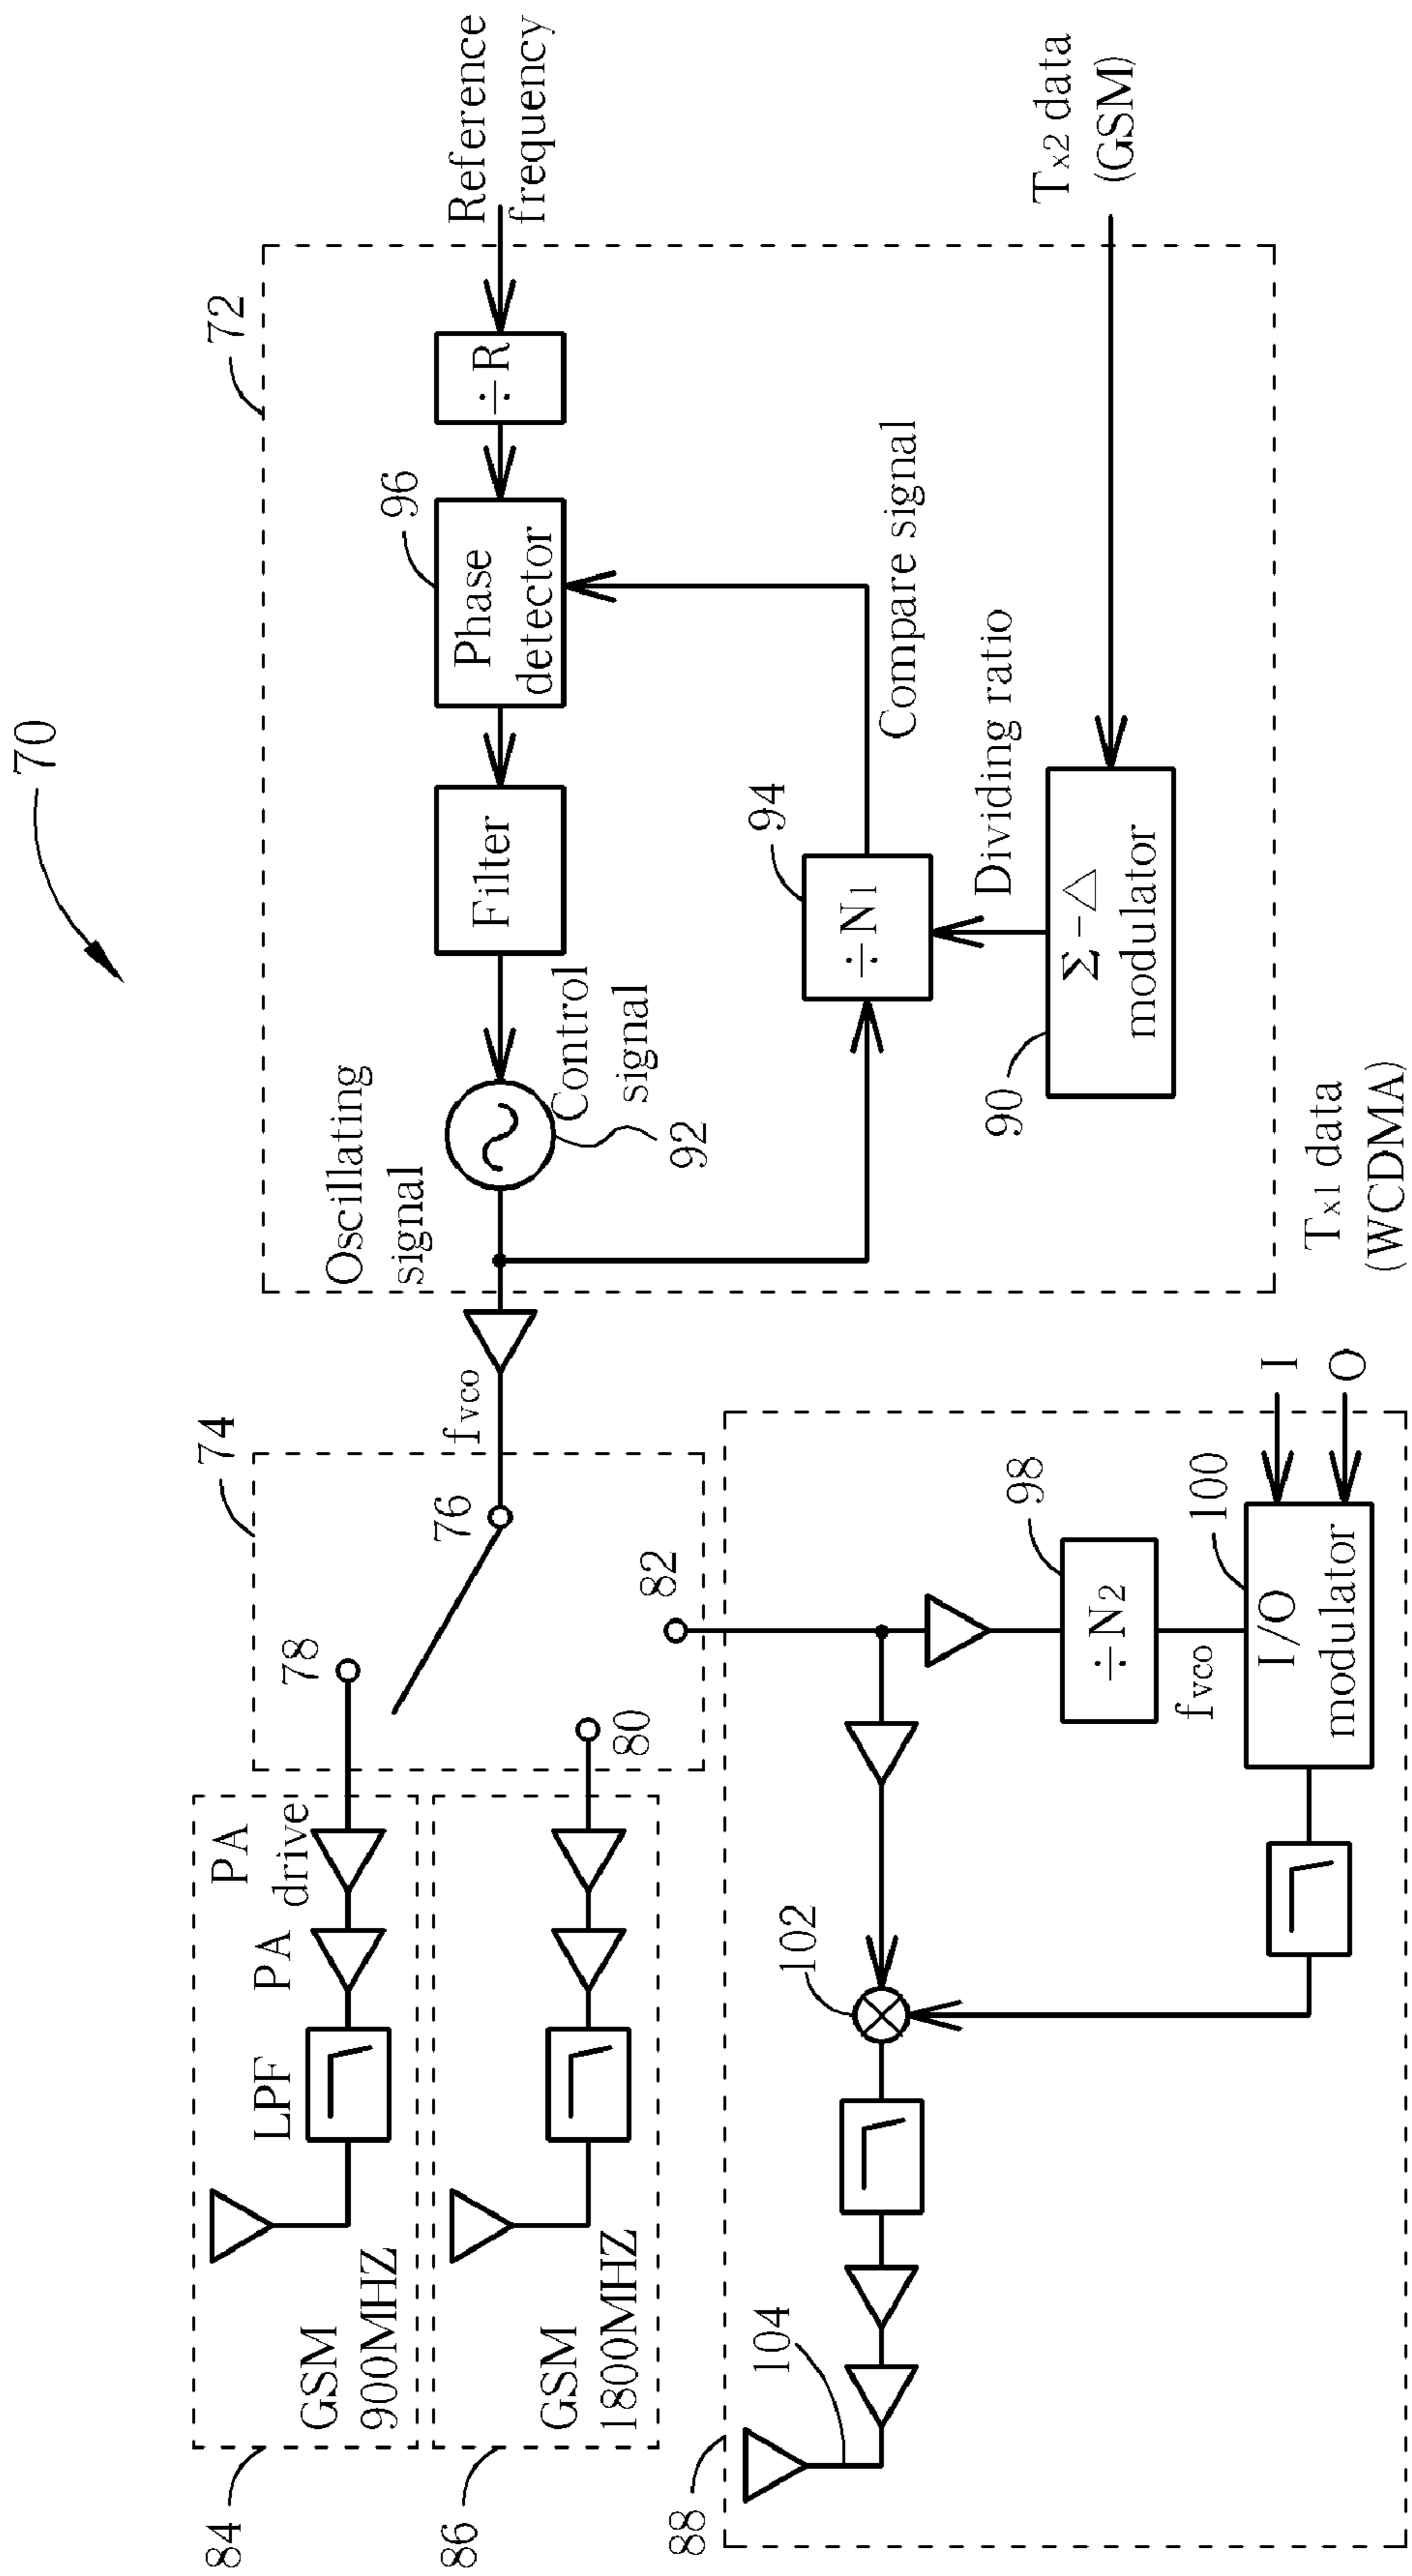 70
72
Reference
frequency
÷R
96
Phase
detector
Filter
Control
signal
92
Oscillating
signal
94
÷N1
Compare signal
Dividing ratio
90
Σ-△
modulator
Tx2 data
(GSM)
fvco
74
76
78
80
82
84
PA
drive
PA
LPF
GSM
900MHZ
86
GSM
1800MHZ
88
104
102
98
÷N2
fvco
100
I/O
modulator
I
O
Tx1 data
(WCDMA)